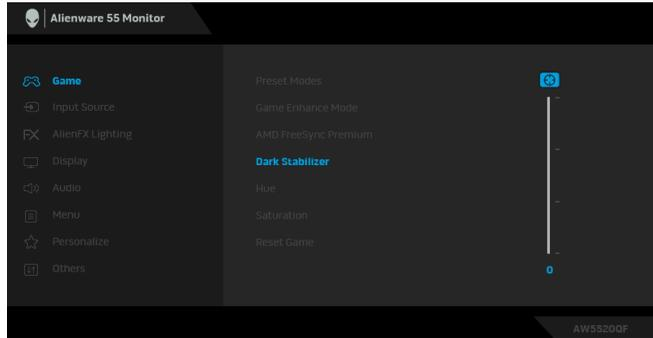 Alienware 55 Monitor
Game
Input Source
AlienFX Lighting
Display
Audio
Menu
Personalize
Others
Preset Modes
Game Enhance Mode
AMD FreeSync Premium
Dark Stabilizer
Hue
Saturation
Reset Game
0
AW5520QF